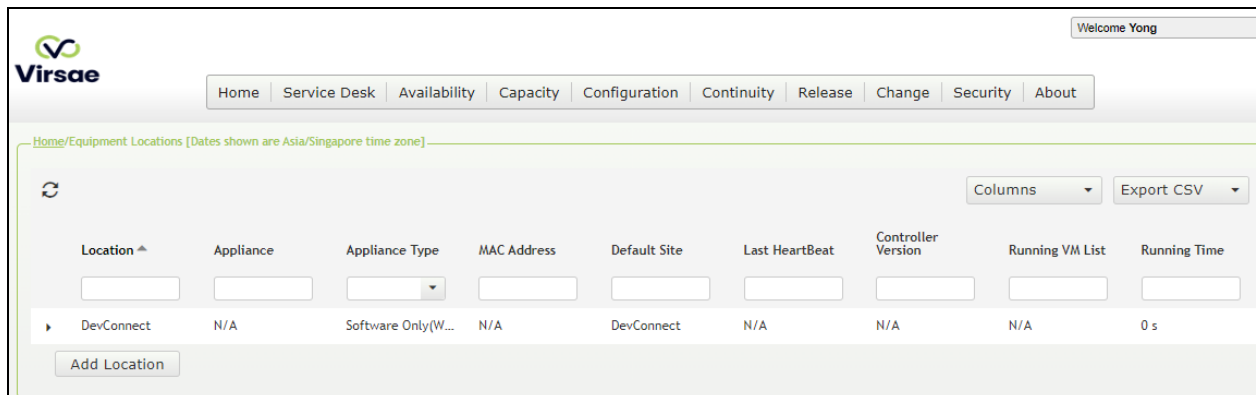 Welcome Yong
Virsae
Home Service Desk Availability Capacity Configuration Continuity Release Change Security About
Home/Equipment Locations [Dates shown are Asia/Singapore time zone]
Columns Export CSV
Location Appliance Appliance Type MAC Address Default Site Last HeartBeat Controller Version Running VM List Running Time
DevConnect N/A Software Only(W... N/A DevConnect N/A N/A N/A 0 s
Add Location